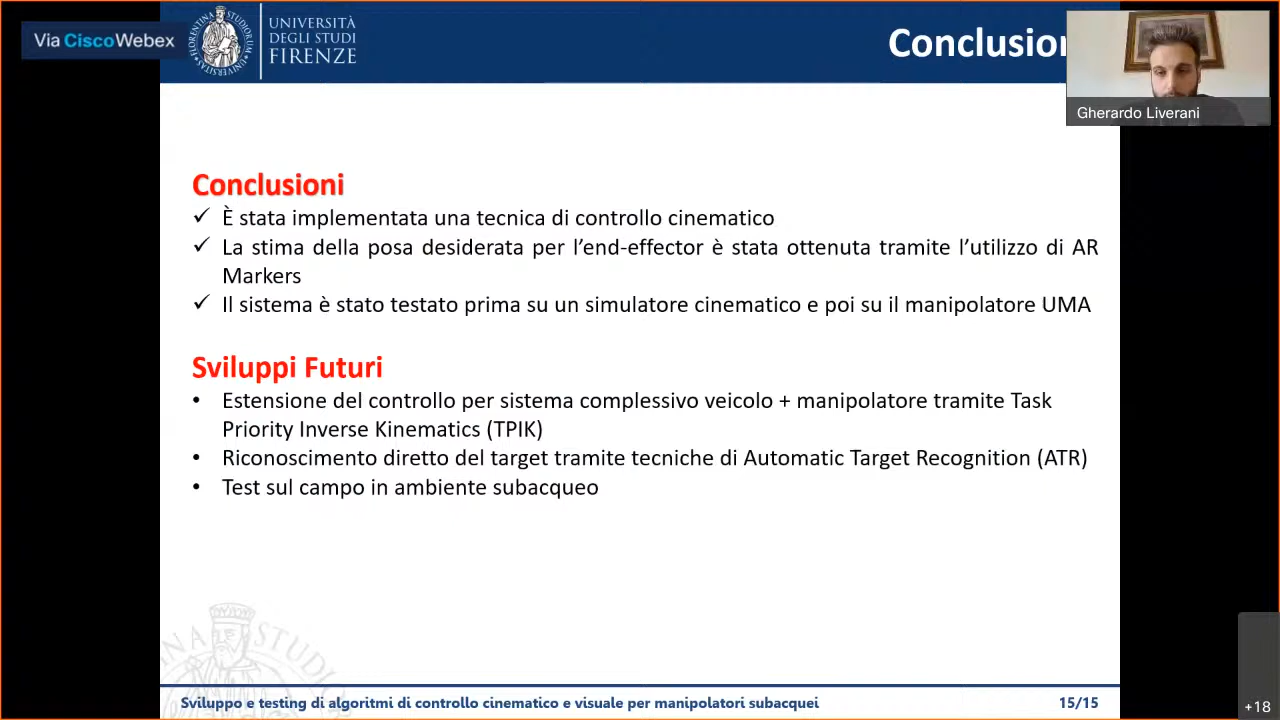 Via CiscoWebex
UNIVERSITÀ
DEGLI STUDI
FIRENZE
Gherardo Liverani
Conclusioni
✓ È stata implementata una tecnica di controllo cinematico
✓ La stima della posa desiderata per l'end-effector è stata ottenuta tramite l'utilizzo di AR
Markers
✓ Il sistema è stato testato prima su un simulatore cinematico e poi su il manipolatore UMA
Sviluppi Futuri
• Estensione del controllo per sistema complessivo veicolo + manipolatore tramite Task
Priority Inverse Kinematics (TPIK)
• Riconoscimento diretto del target tramite tecniche di Automatic Target Recognition (ATR)
• Test sul campo in ambiente subacqueo
Sviluppo e testing di algoritmi di controllo cinematico e visuale per manipolatori subacquei
15/15
+18